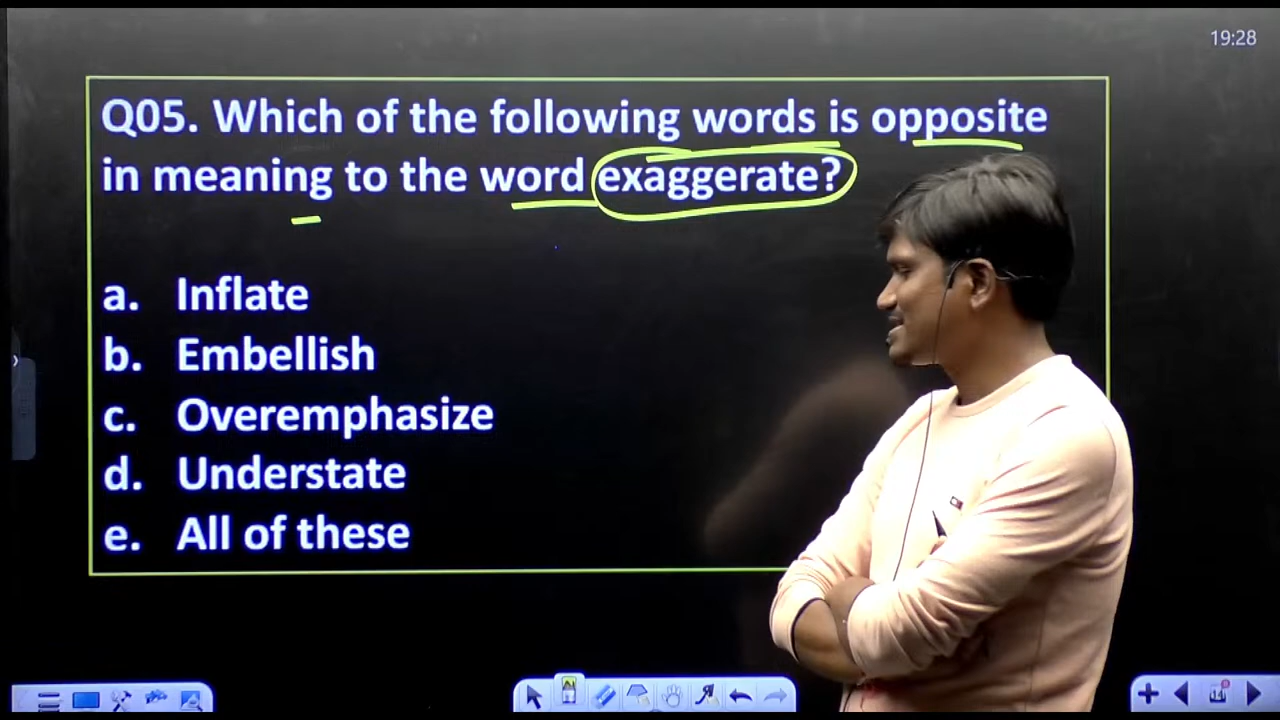 19:28
Q05. Which of the following words is opposite
in meaning to the word exaggerate?
a. Inflate
b. Embellish
c. Overemphasize
d. Understate
e. All of these
14